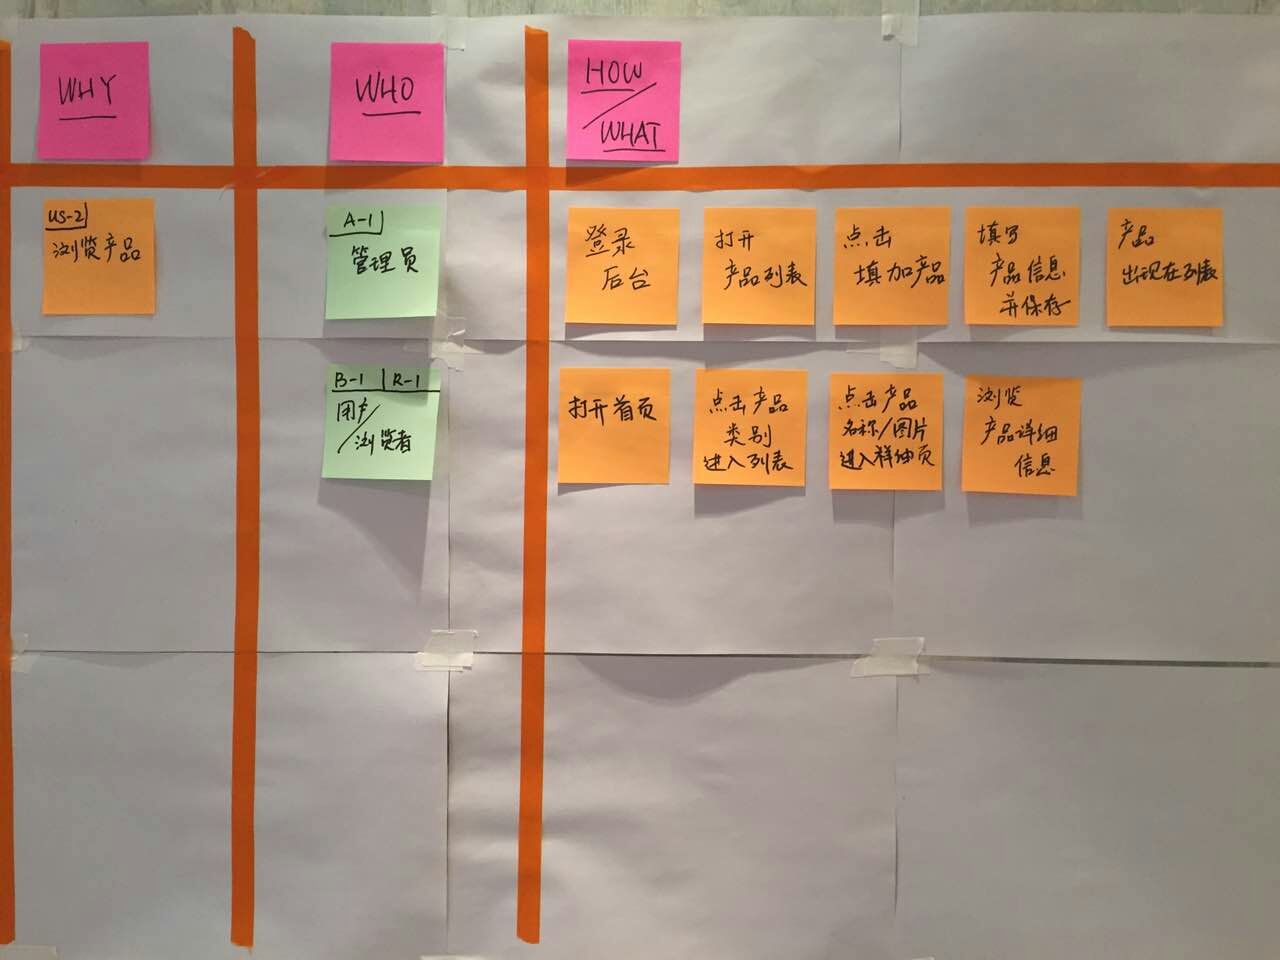 WHY
WHO
HOW
/WHAT
US-2
浏览产品
A-1
管理员
登录
后台
打开
产品列表
点击
填加产品
填写
产品信息
并保存
产品
出现在列表
B-1 R-1
用户/
浏览者
打开首页
点击产品
类别
进入列表
点击产品
名称/图片
进入详细页
浏览
产品详细
信息